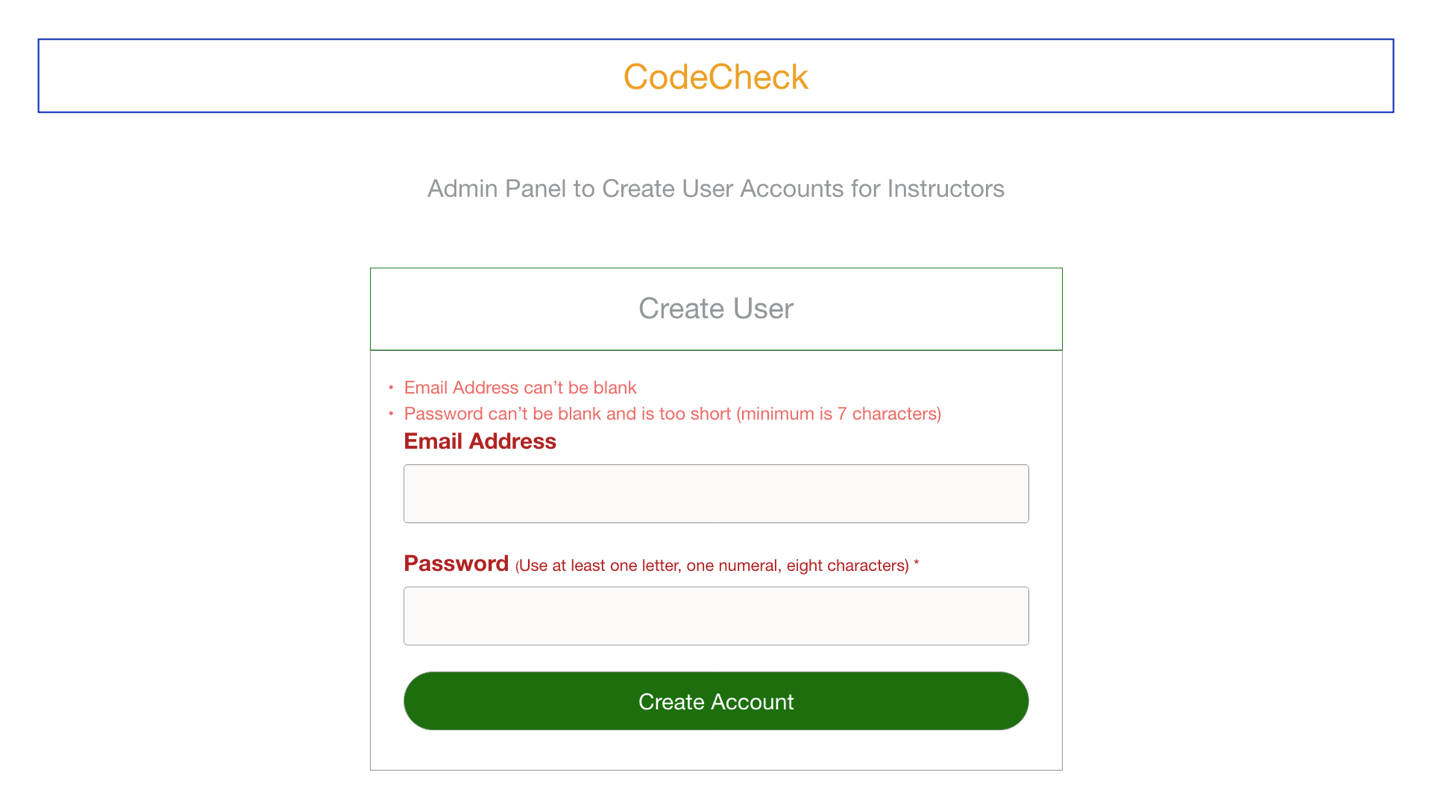 CodeCheck
Admin Panel to Create User Accounts for Instructors
Create User
• Email Address can’t be blank
• Password can’t be blank and is too short (minimum is 7 characters)
Email Address
Password (Use at least one letter, one numeral, eight characters) *
Create Account